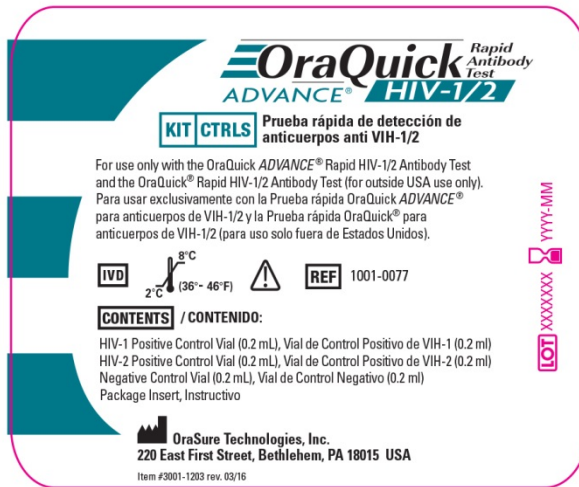 OraQuick Rapid Antibody Test
ADVANCE® HIV-1/2
KIT CTRLS Prueba rápida de detección de
anticuerpos anti VIH-1/2
For use only with the OraQuick ADVANCE® Rapid HIV-1/2 Antibody Test
and the OraQuick® Rapid HIV-1/2 Antibody Test (for outside USA use only).
Para usar exclusivamente con la Prueba rápida OraQuick ADVANCE®
para anticuerpos de VIH-1/2 y la Prueba rápida OraQuick® para
anticuerpos de VIH-1/2 (para uso solo fuera de Estados Unidos).
IVD 2°C 8°C (36°- 46°F) REF 1001-0077
CONTENTS / CONTENIDO:
HIV-1 Positive Control Vial (0.2 mL), Vial de Control Positivo de VIH-1 (0.2 ml)
HIV-2 Positive Control Vial (0.2 mL), Vial de Control Positivo de VIH-2 (0.2 ml)
Negative Control Vial (0.2 mL), Vial de Control Negativo (0.2 ml)
Package Insert, Instructivo
OraSure Technologies, Inc.
220 East First Street, Bethlehem, PA 18015 USA
Item #3001-1203 rev. 03/16
LOT XXXXXXX YYYY-MM